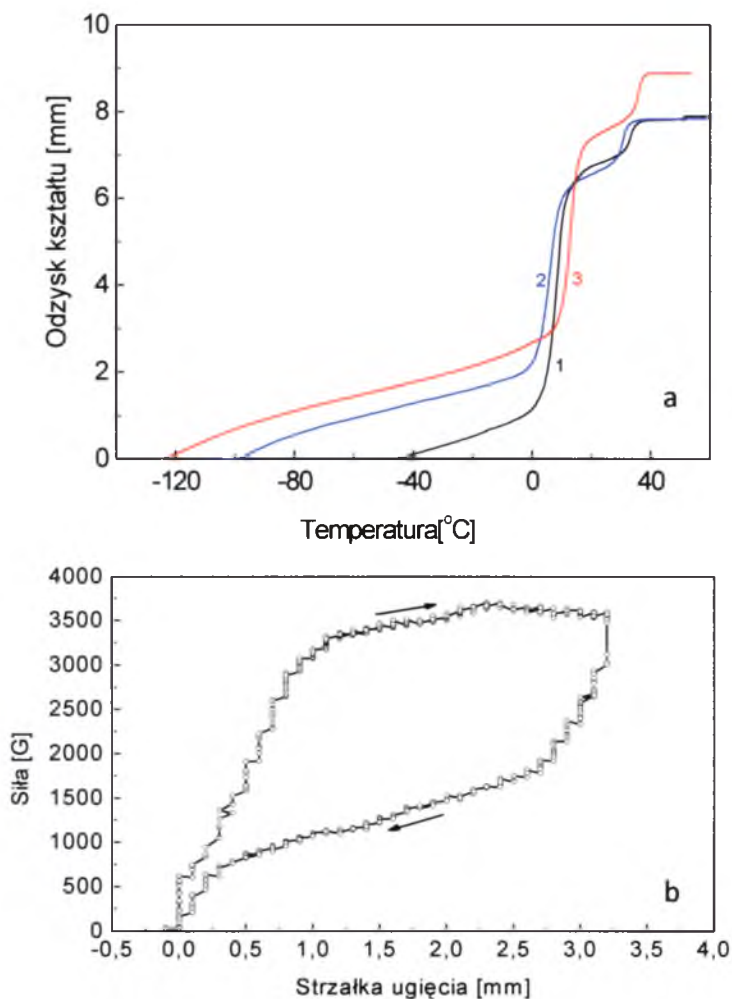 10
8
6
4
2
0
Odzysk kształtu [mm]
2
3
1
a
-120 -80 -40 0 40
Temperatura[°C]
4000
3500
3000
2500
2000
1500
1000
500
0
Siła [G]
b
-0,5 0,0 0,5 1,0 1,5 2,0 2,5 3,0 3,5 4,0
Strzałka ugięcia [mm]